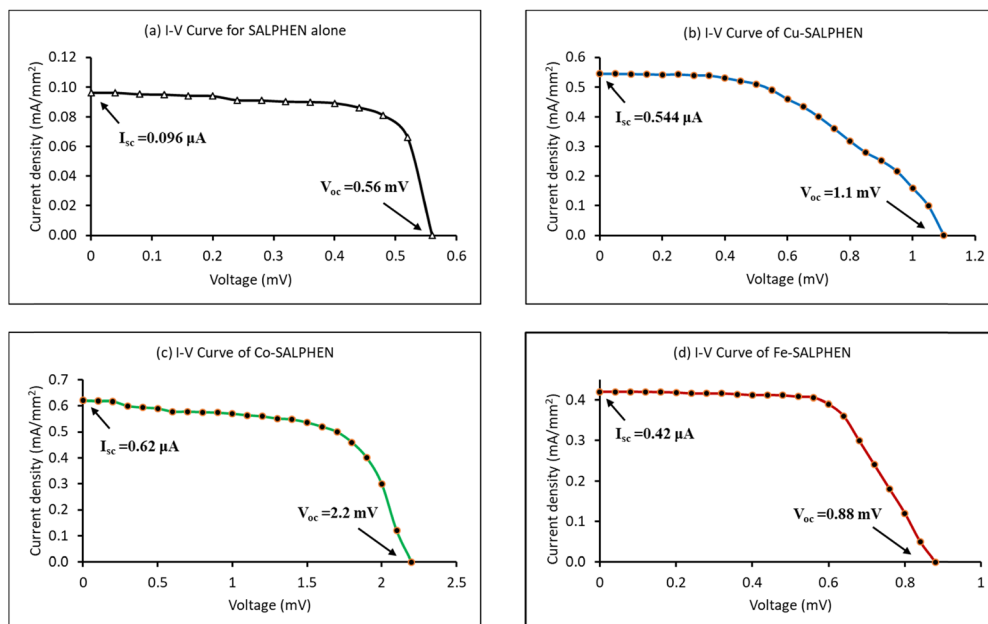 (a) I-V Curve for SALPHEN alone
Current density (mA/mm²)
0.12
0.10
0.08
0.06
0.04
0.02
0.00
I_sc =0.096 µA
V_oc =0.56 mV
0 0.1 0.2 0.3 0.4 0.5 0.6
Voltage (mV)
(b) I-V Curve of Cu-SALPHEN
Current density (mA/mm²)
0.6
0.5
0.4
0.3
0.2
0.1
0.0
I_sc =0.544 µA
V_oc =1.1 mV
0 0.2 0.4 0.6 0.8 1 1.2
Voltage (mV)
(c) I-V Curve of Co-SALPHEN
Current density (mA/mm²)
0.7
0.6
0.5
0.4
0.3
0.2
0.1
0.0
I_sc =0.62 µA
V_oc =2.2 mV
0 0.5 1 1.5 2 2.5
Voltage (mV)
(d) I-V Curve of Fe-SALPHEN
Current density (mA/mm²)
0.4
0.3
0.2
0.1
0.0
I_sc =0.42 µA
V_oc =0.88 mV
0 0.2 0.4 0.6 0.8 1
Voltage (mV)